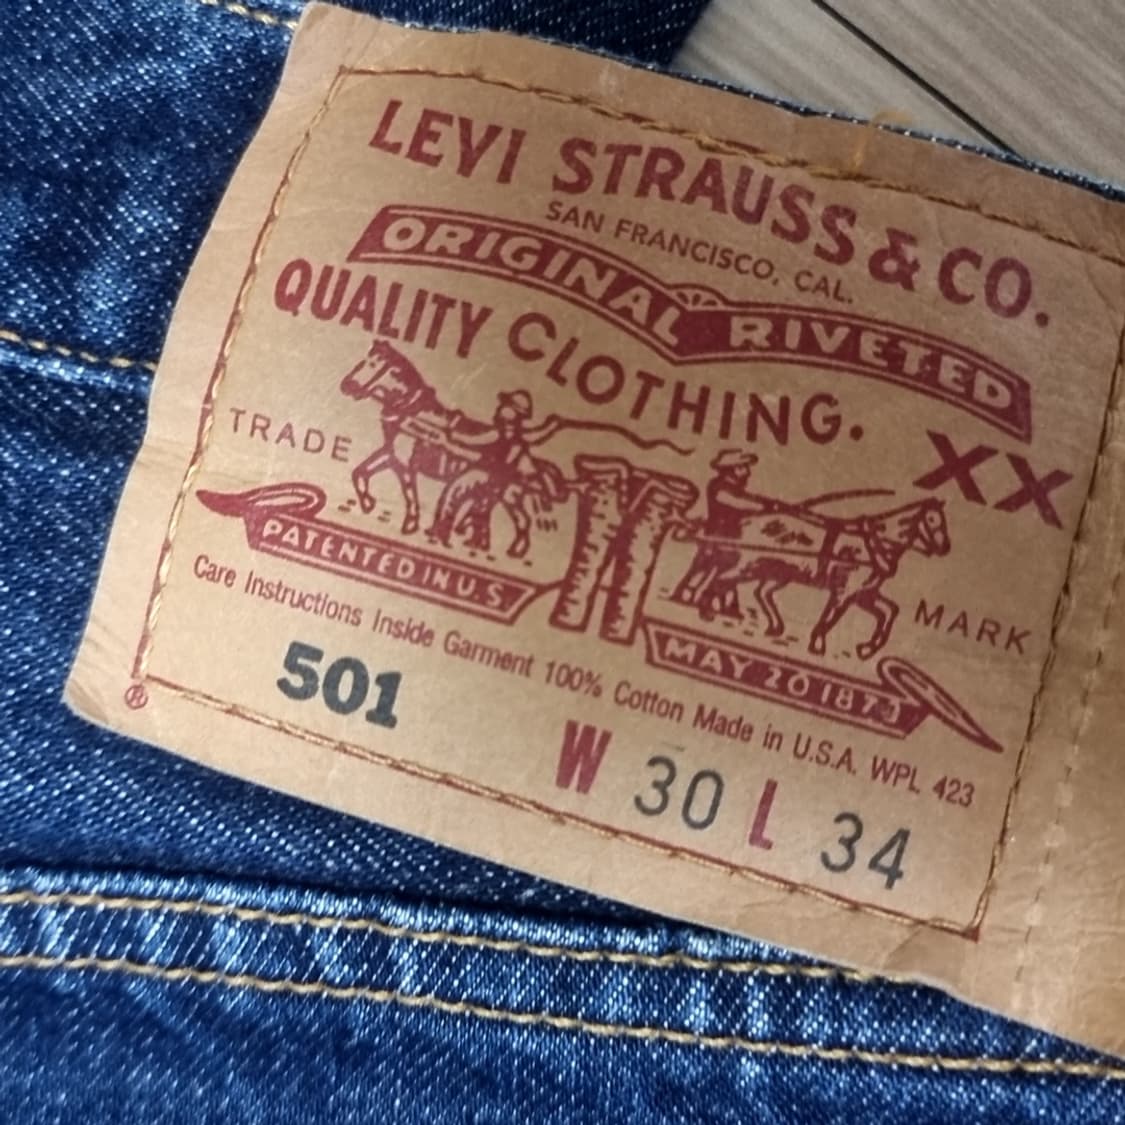 LEVI STRAUSS & CO.
SAN FRANCISCO, CAL.
ORIGINAL RIVETED
QUALITY CLOTHING.
XX
TRADE MARK
PATENTED IN U.S.
MAY 20 1873
Care Instructions Inside Garment 100% Cotton Made in U.S.A. WPL 423
501
W 30 L 34
®